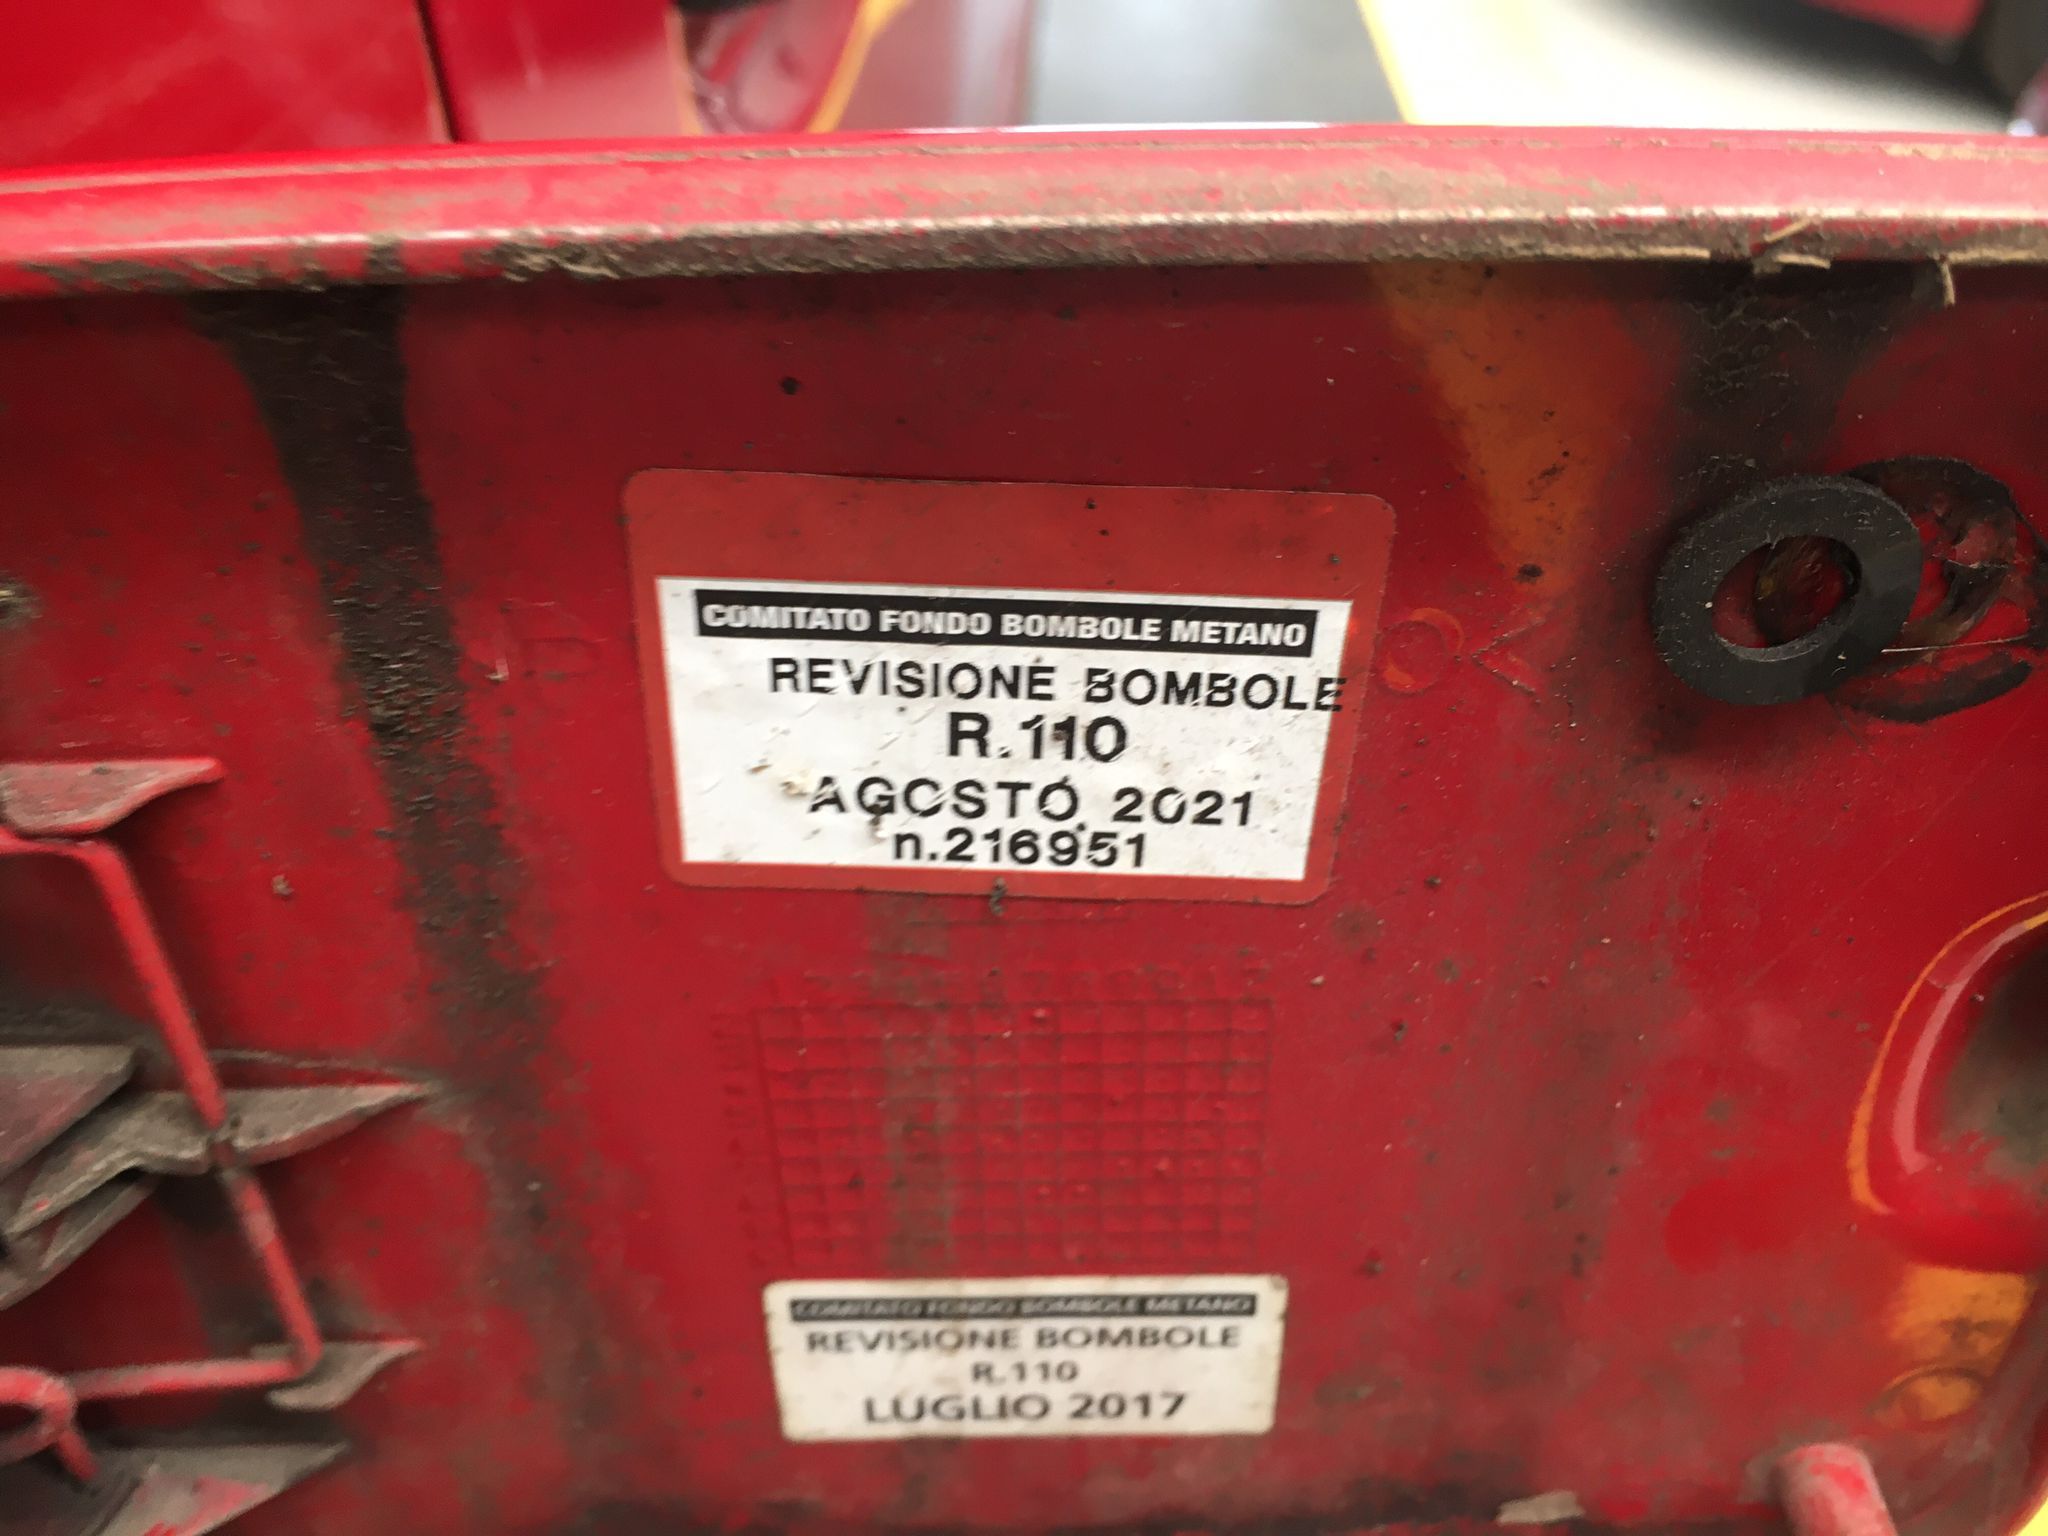 COMITATO FONDO BOMBOLE METANO
REVISIONE BOMBOLE
R.110
AGOSTO 2021
n.216951
COMITATO FONDO BOMBOLE METANO
REVISIONE BOMBOLE
R.110
LUGLIO 2017